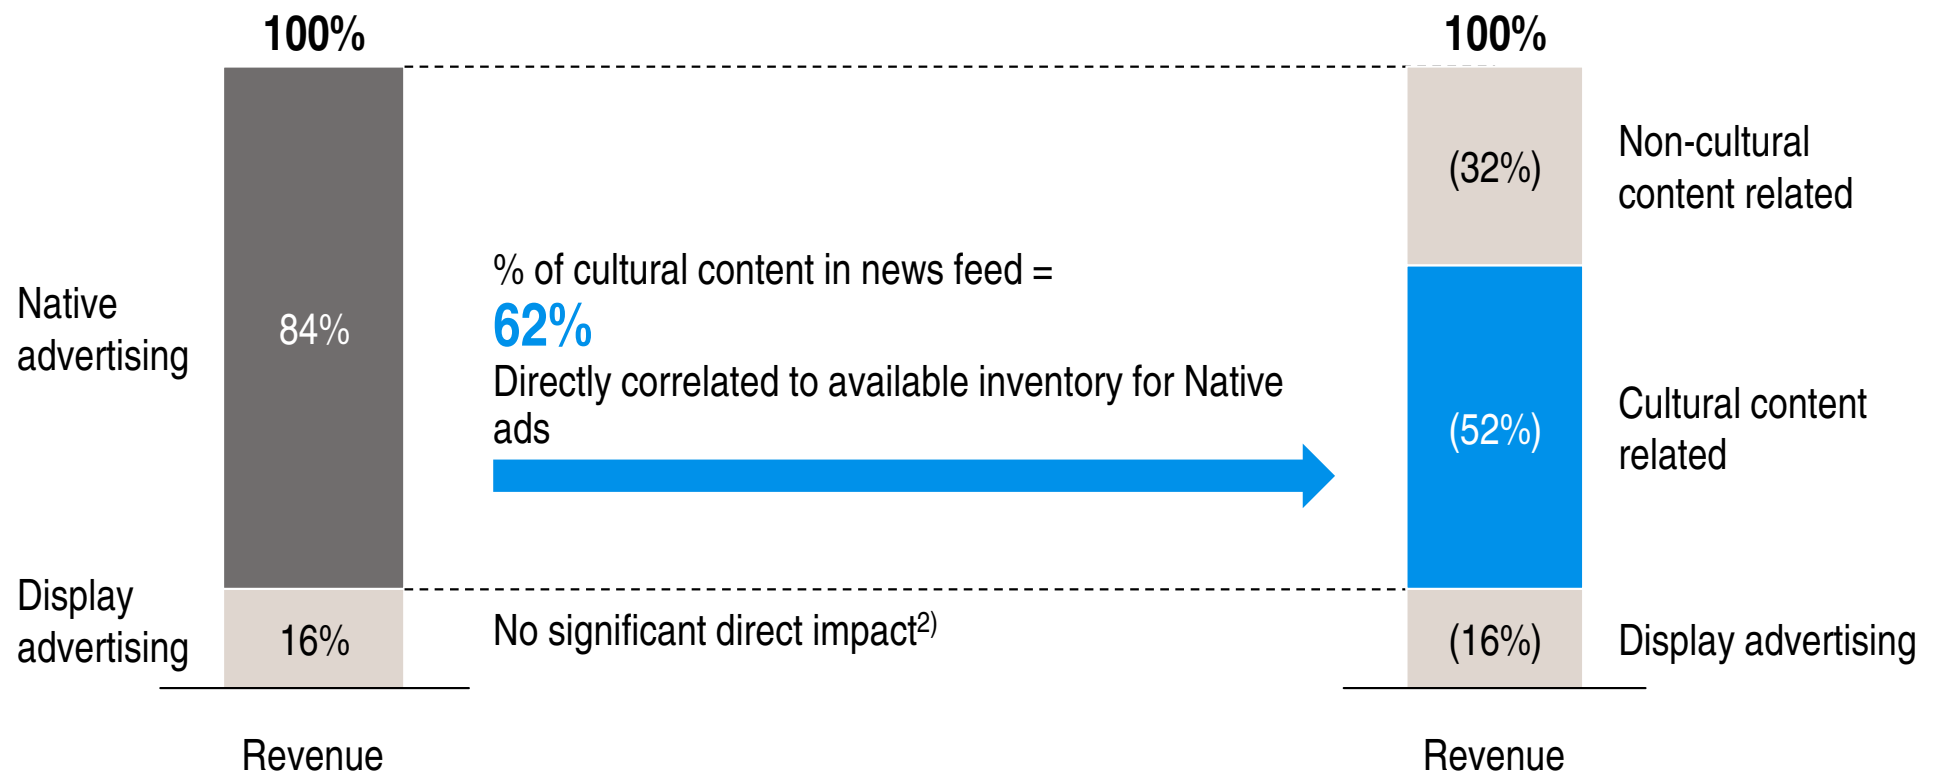 100%
100%
Native
advertising
84%
% of cultural content in news feed =
62%
Directly correlated to available inventory for Native
ads
(32%)
Non-cultural
content related
(52%)
Cultural content
related
Display
advertising
16%
No significant direct impact2)
(16%)
Display advertising
Revenue
Revenue